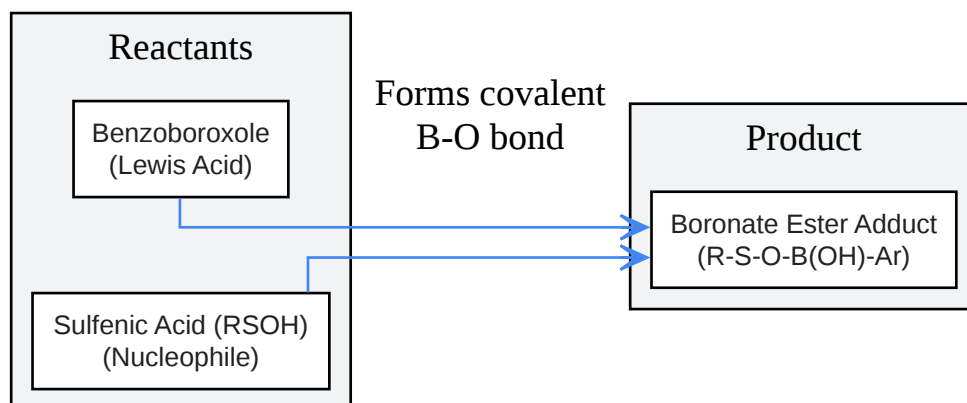 Reactants
Benzoboroxole
(Lewis Acid)
Sulfenic Acid (RSOH)
(Nucleophile)
Forms covalent
B-O bond
Product
Boronate Ester Adduct
(R-S-O-B(OH)-Ar)